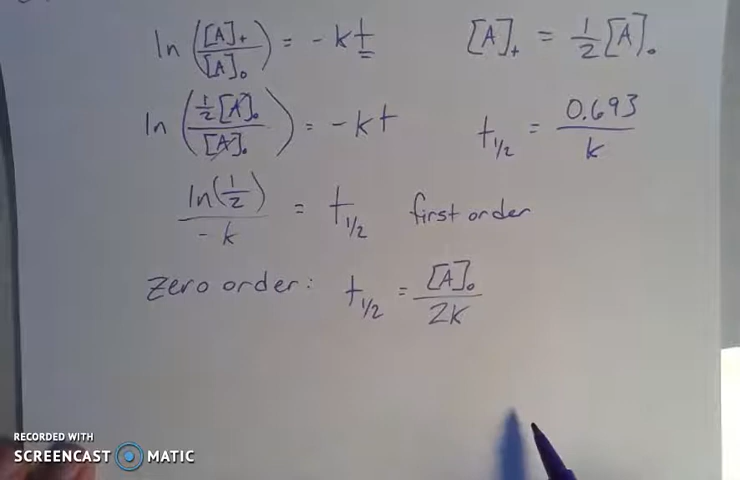 ln([A]t/[A]₀) = -kt [A]t = 1/2[A]₀
ln(1/2[A]₀/[A]₀) = -kt t1/2 = 0.693/k
ln(1/2)/-k = t1/2 first order
zero order: t1/2 = [A]₀/2k
RECORDED WITH
SCREENCAST MATIC